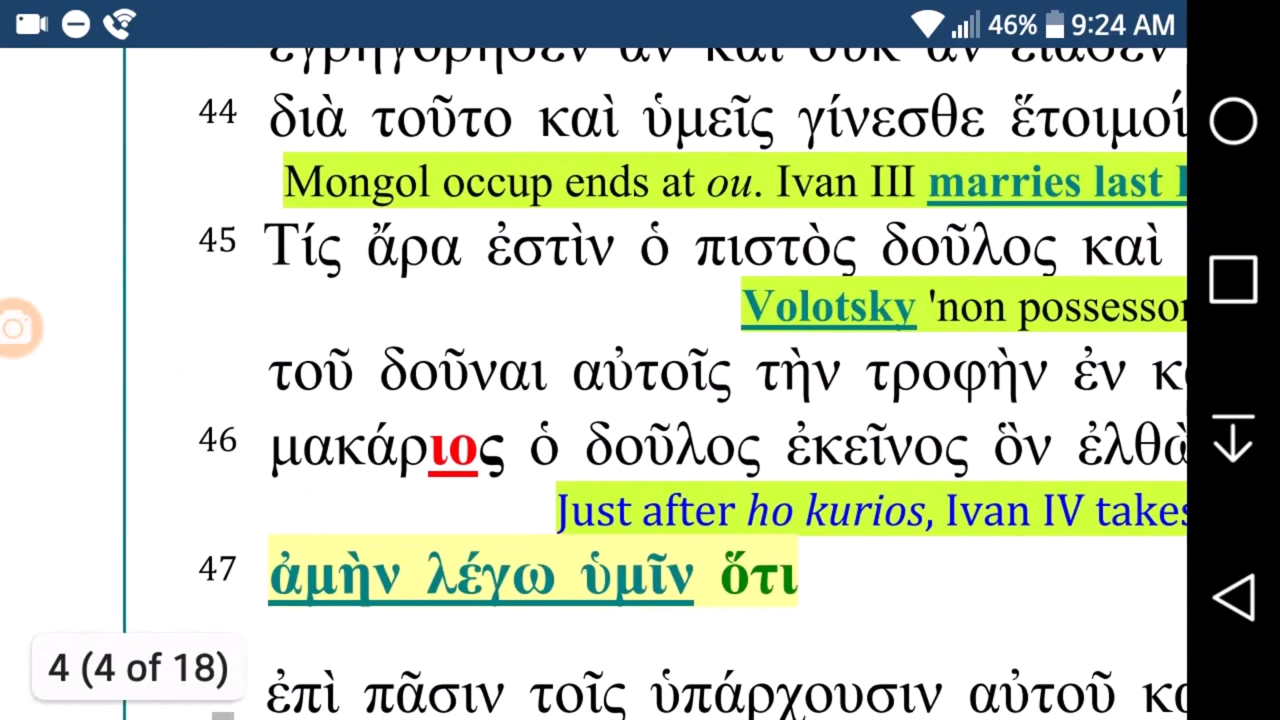 46% 9:24 AM
44 διὰ τοῦτο καὶ ὑμεῖς γίνεσθε ἕτοιμοί
Mongol occup ends at ou. Ivan III marries last
45 Τίς ἄρα ἐστὶν ὁ πιστὸς δοῦλος καὶ
Volotsky 'non possessor
τοῦ δοῦναι αὐτοῖς τὴν τροφὴν ἐν
46 μακάριος ὁ δοῦλος ἐκεῖνος ὃν ἐλθὼ
Just after ho kurios, Ivan IV takes
47 ἀμὴν λέγω ὑμῖν ὅτι
4 (4 of 18)
ἐπὶ πᾶσιν τοῖς ὑπάρχουσιν αὐτοῦ